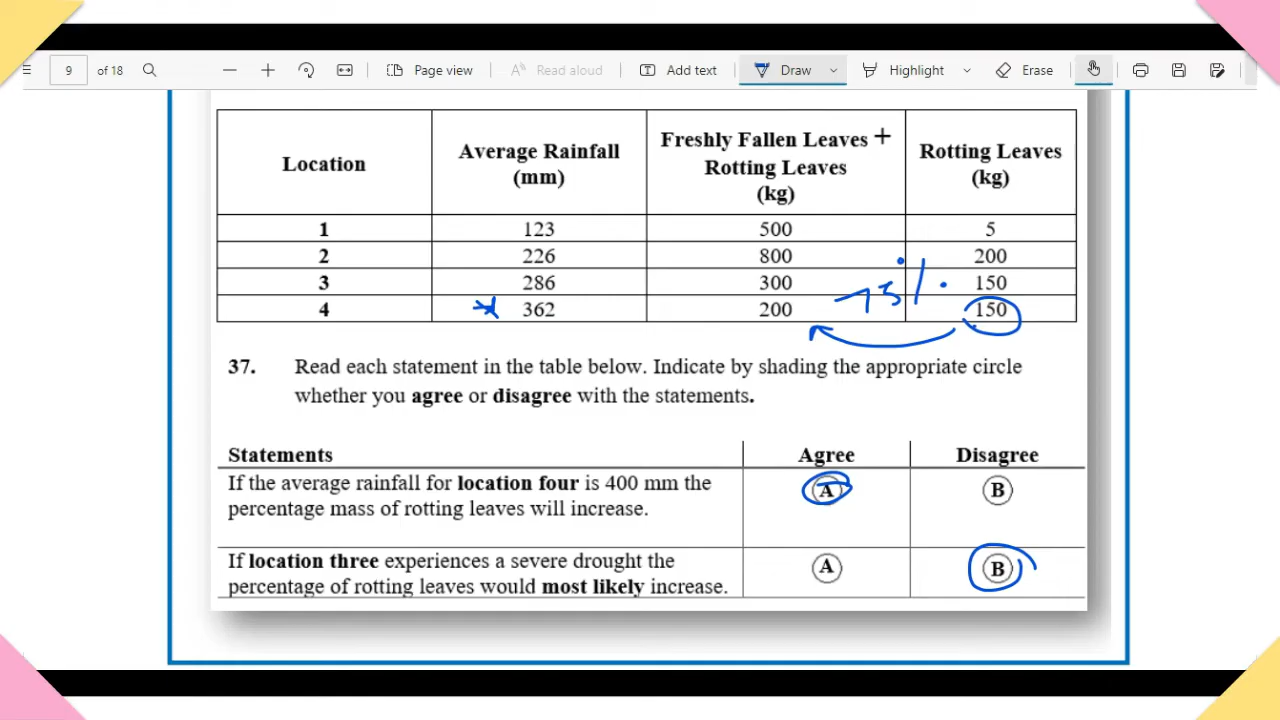 9 of 18 Page view Read aloud Add text Draw Highlight Erase
Location
Average Rainfall
(mm)
Freshly Fallen Leaves +
Rotting Leaves
(kg)
Rotting Leaves
(kg)
1 123 500 5
2 226 800 200
3 286 300 150
4 362 200 150
75%
37. Read each statement in the table below. Indicate by shading the appropriate circle
whether you agree or disagree with the statements.
Statements Agree Disagree
If the average rainfall for location four is 400 mm the
percentage mass of rotting leaves will increase.
A B
If location three experiences a severe drought the
percentage of rotting leaves would most likely increase.
A B